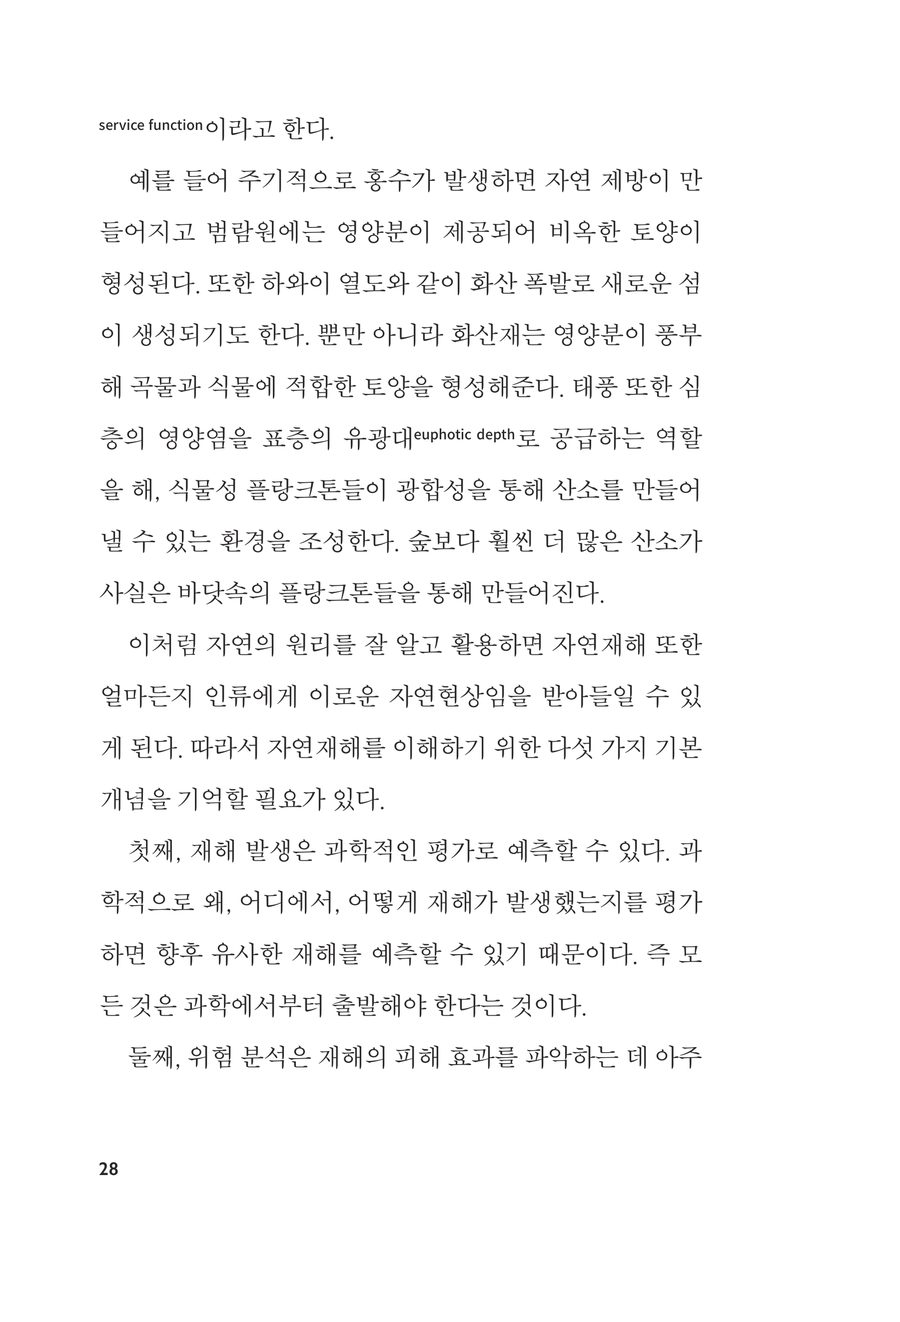 service function이라고 한다.
예를 들어 주기적으로 홍수가 발생하면 자연 제방이 만
들어지고 범람원에는 영양분이 제공되어 비옥한 토양이
형성된다. 또한 하와이 열도와 같이 화산 폭발로 새로운 섬
이 생성되기도 한다. 뿐만 아니라 화산재는 영양분이 풍부
해 곡물과 식물에 적합한 토양을 형성해준다. 태풍 또한 심
층의 영양염을 표층의 유광대euphotic depth로 공급하는 역할
을 해, 식물성 플랑크톤들이 광합성을 통해 산소를 만들어
낼 수 있는 환경을 조성한다. 숲보다 훨씬 더 많은 산소가
사실은 바닷속의 플랑크톤들을 통해 만들어진다.
이처럼 자연의 원리를 잘 알고 활용하면 자연재해 또한
얼마든지 인류에게 이로운 자연현상임을 받아들일 수 있
게 된다. 따라서 자연재해를 이해하기 위한 다섯 가지 기본
개념을 기억할 필요가 있다.
첫째, 재해 발생은 과학적인 평가로 예측할 수 있다. 과
학적으로 왜, 어디에서, 어떻게 재해가 발생했는지를 평가
하면 향후 유사한 재해를 예측할 수 있기 때문이다. 즉 모
든 것은 과학에서부터 출발해야 한다는 것이다.
둘째, 위험 분석은 재해의 피해 효과를 파악하는 데 아주
28